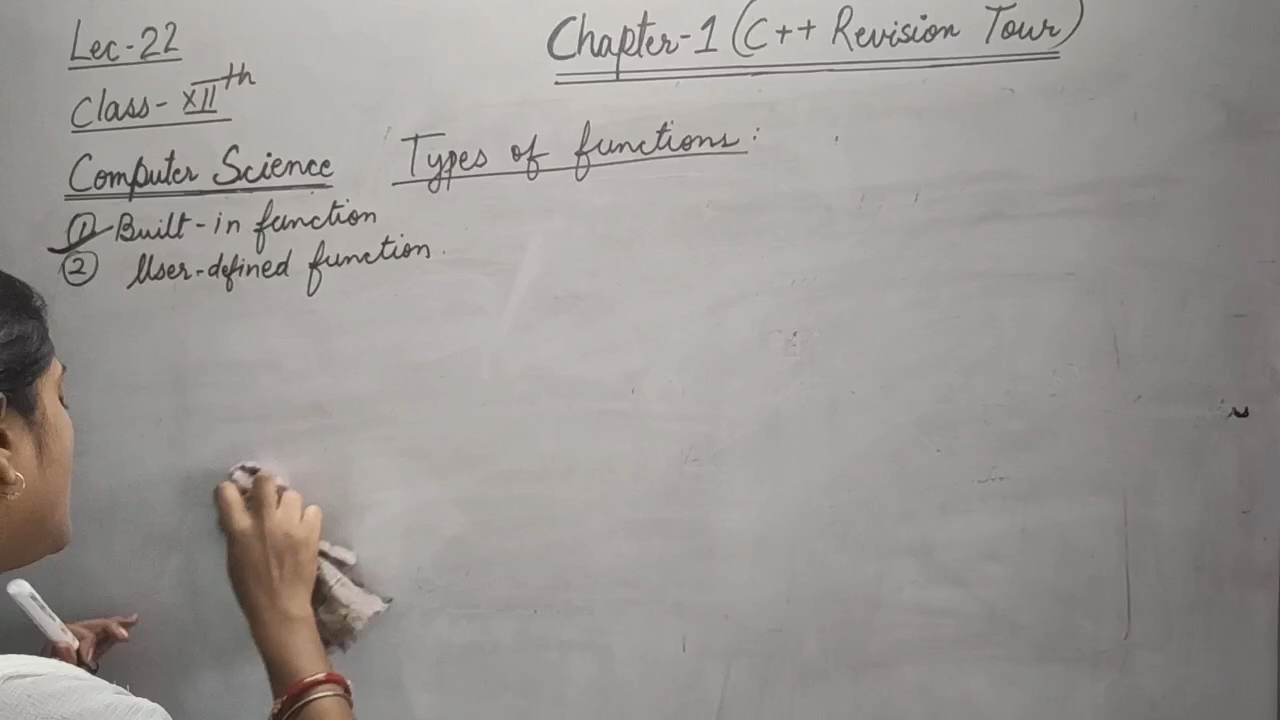 Lec-22
Chapter-1 (C++ Revision Tour)
Class- XIIth
Computer Science
Types of functions:
① Built-in function
② User-defined function.